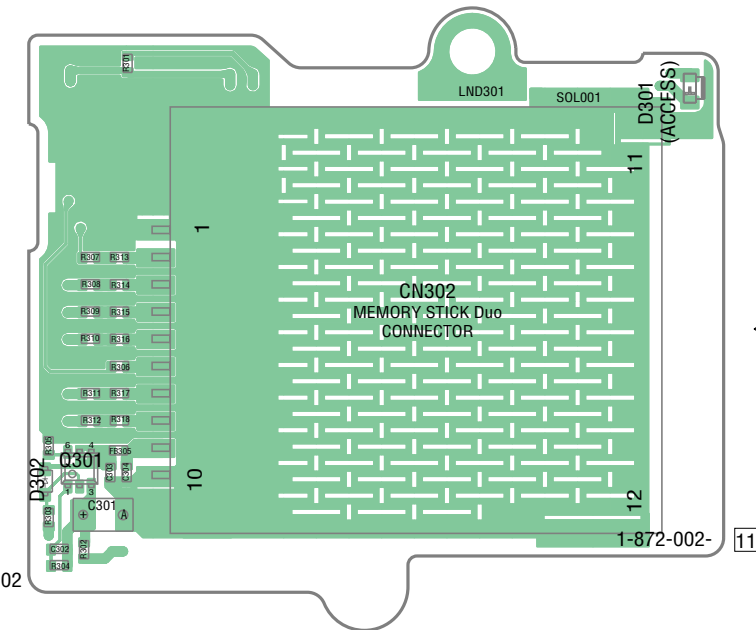 R301
LND301
SOL001
D301
(ACCESS)
11
1
R307 R313
R308 R314
R309 R315
R310 R316
R306
R311 R317
R312 R318
CN302
MEMORY STICK Duo
CONNECTOR
R305
6 4
FB305
Q301
D302
C303
C304
10
1 3
C301
A
R303
12
C302
R302
R304
1-872-002- 11
02